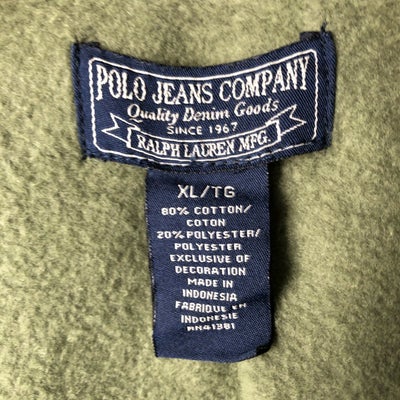 POLO JEANS COMPANY
Quality Denim Goods
SINCE 1967
RALPH LAUREN MFG.
XL/TG
80% COTTON/
COTON
20% POLYESTER/
POLYESTER
EXCLUSIVE OF
DECORATION
MADE IN
INDONESIA
FABRIQUE EN
INDONESIE
RN41381